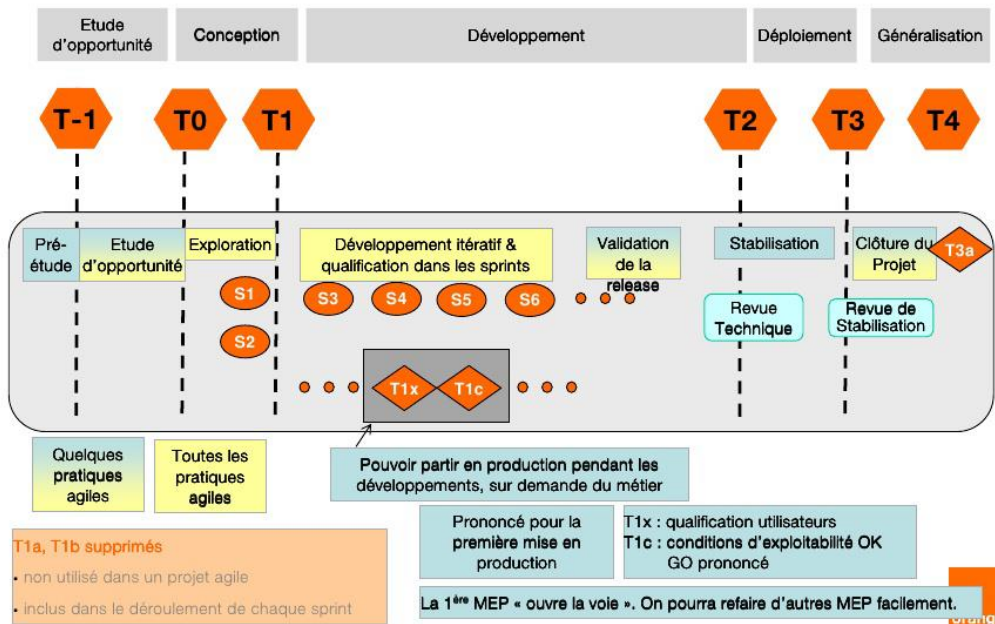 Etude
d'opportunité
Conception
Développement
Déploiement
Généralisation
T-1
T0
T1
T2
T3
T4
Pré-
étude
Etude
d'opportunité
Exploration
Développement itératif &
qualification dans les sprints
Validation
de la
release
Stabilisation
Clôture du
Projet
T3a
S1
S3
S4
S5
S6
S2
Revue
Technique
Revue de
Stabilisation
T1x
T1c
Quelques
pratiques
agiles
Toutes les
pratiques
agiles
Pouvoir partir en production pendant les
développements, sur demande du métier
Prononcé pour la
première mise en
production
T1x : qualification utilisateurs
T1c : conditions d'exploitabilité OK
GO prononcé
T1a, T1b supprimés
• non utilisé dans un projet agile
• inclus dans le déroulement de chaque sprint
La 1ère MEP « ouvre la voie ». On pourra refaire d'autres MEP facilement.